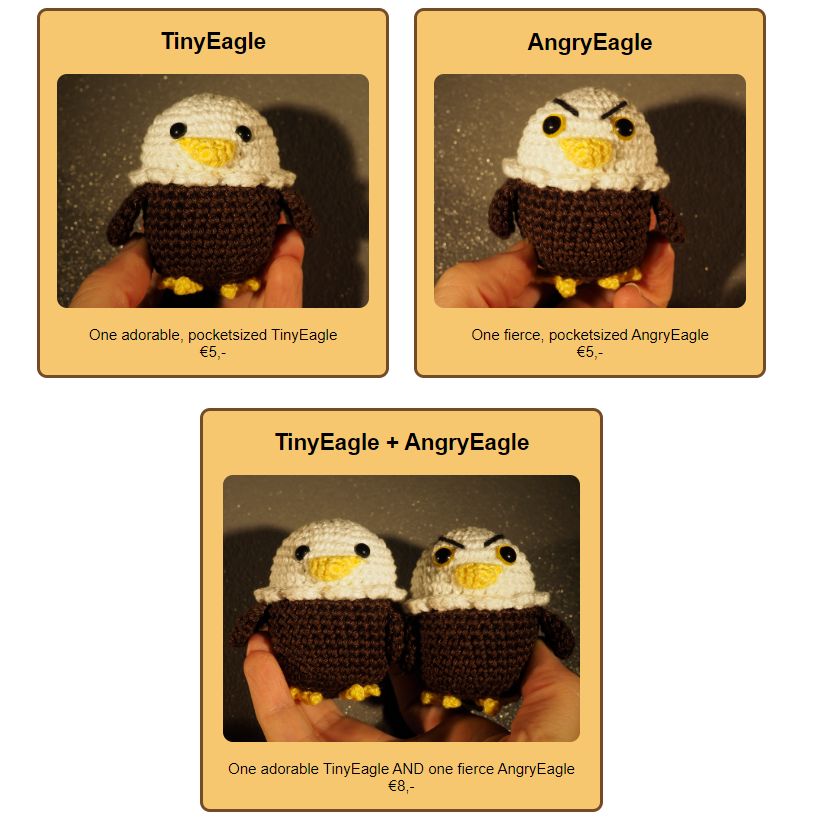 TinyEagle
One adorable, pocketsized TinyEagle
€5,-
AngryEagle
One fierce, pocketsized AngryEagle
€5,-
TinyEagle + AngryEagle
One adorable TinyEagle AND one fierce AngryEagle
€8,-